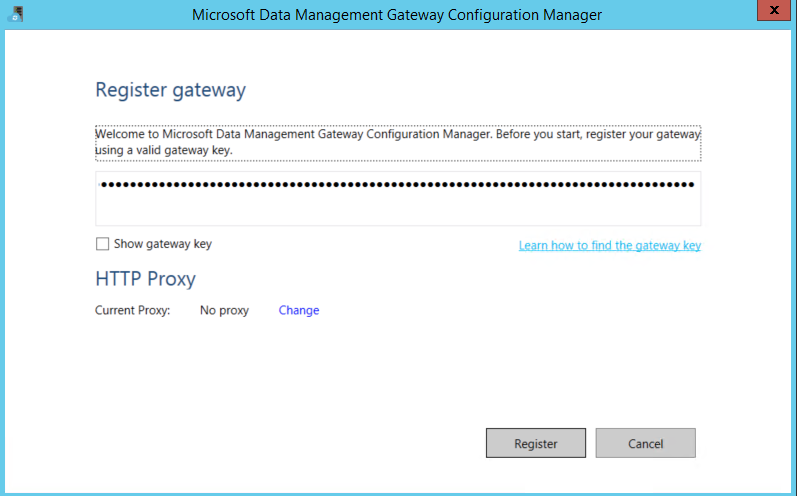 Microsoft Data Management Gateway Configuration Manager
x
Register gateway
Welcome to Microsoft Data Management Gateway Configuration Manager. Before you start, register your gateway
using a valid gateway key.
Show gateway key
Learn how to find the gateway key
HTTP Proxy
Current Proxy: No proxy Change
Register Cancel